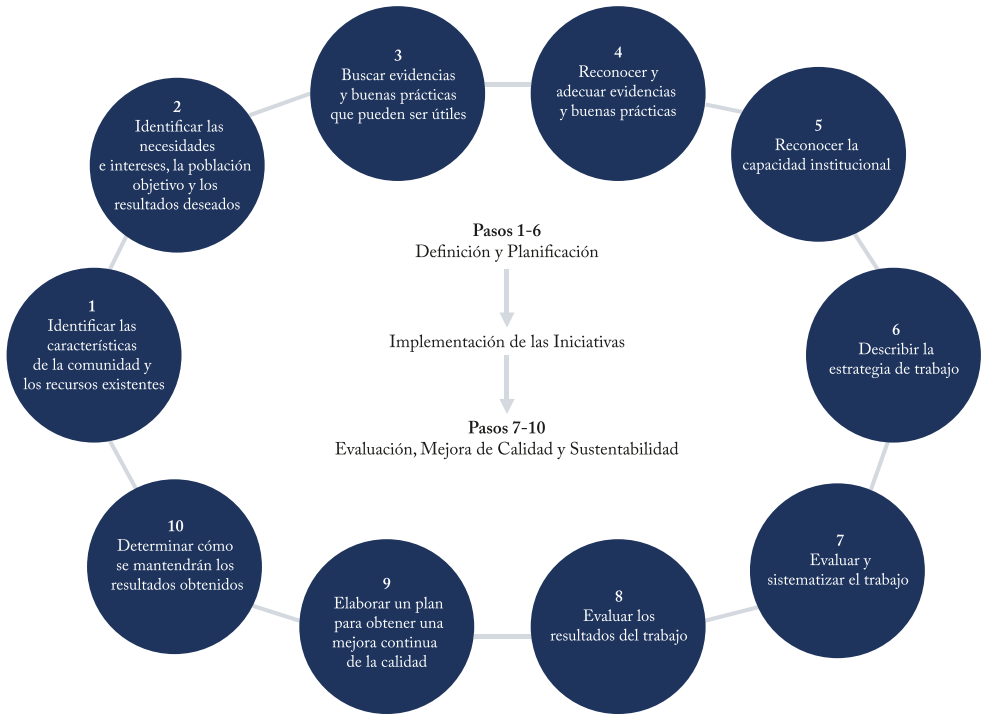 1
Identificar las
características
de la comunidad y
los recursos existentes
2
Identificar las
necesidades
e intereses, la población
objetivo y los
resultados deseados
3
Buscar evidencias
y buenas prácticas
que pueden ser útiles
4
Reconocer y
adecuar evidencias
y buenas prácticas
5
Reconocer la
capacidad institucional
6
Describir la
estrategia de trabajo
7
Evaluar y
sistematizar el trabajo
8
Evaluar los
resultados del trabajo
9
Elaborar un plan
para obtener una
mejora continua
de la calidad
10
Determinar cómo
se mantendrán los
resultados obtenidos
Pasos 1-6
Definición y Planificación
Implementación de las Iniciativas
Pasos 7-10
Evaluación, Mejora de Calidad y Sustentabilidad